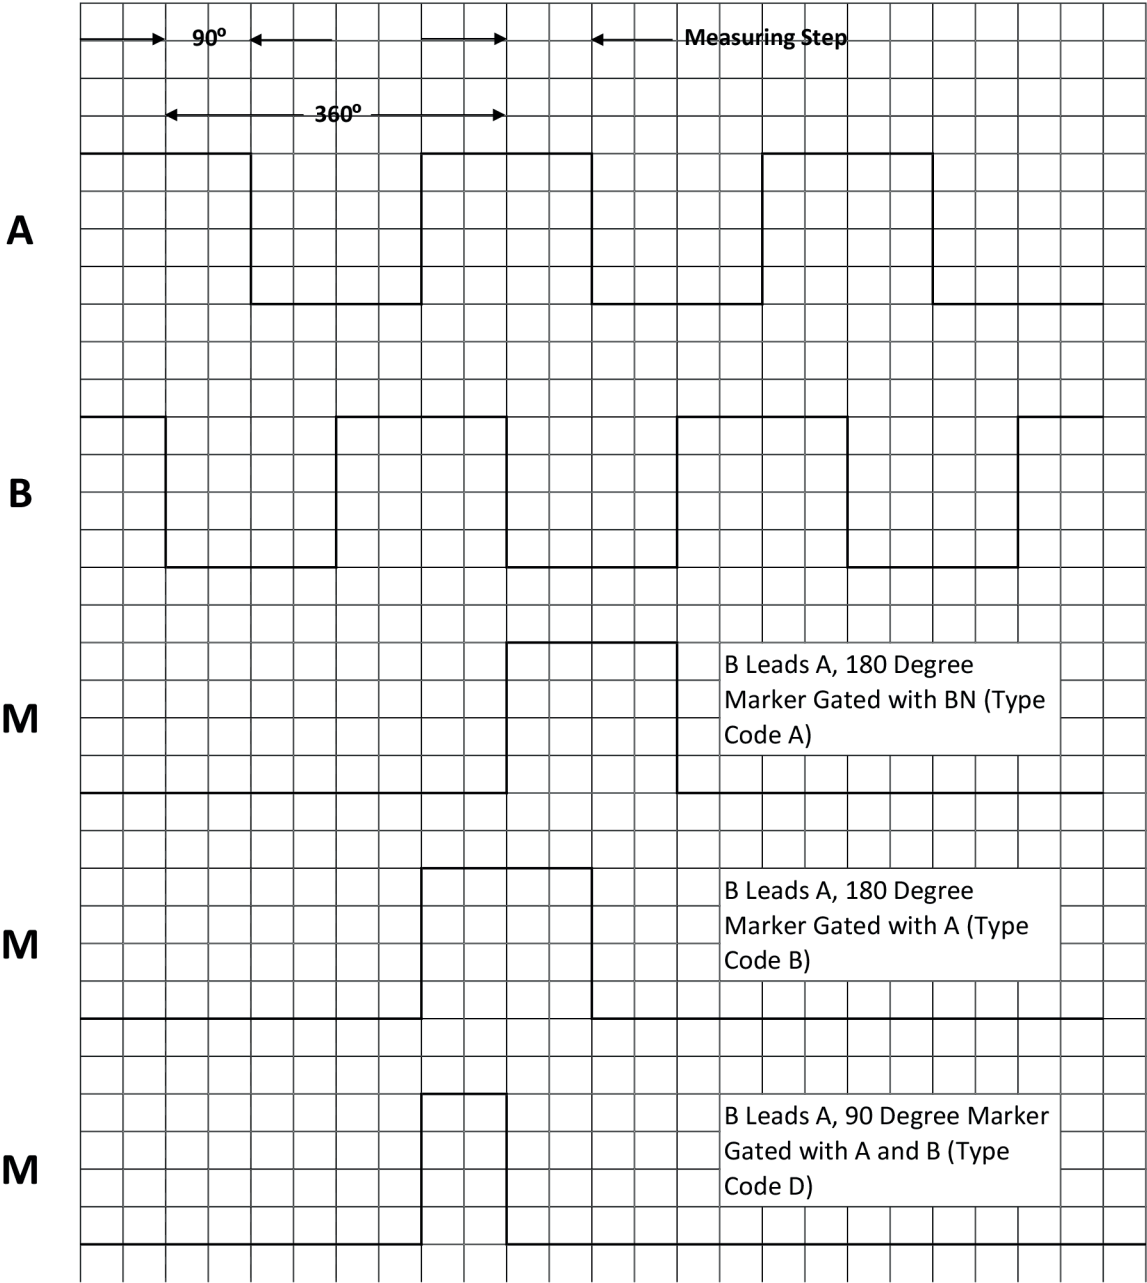 90º
Measuring Step
360º
A
B
M
B Leads A, 180 Degree
Marker Gated with BN (Type
Code A)
M
B Leads A, 180 Degree
Marker Gated with A (Type
Code B)
M
B Leads A, 90 Degree Marker
Gated with A and B (Type
Code D)